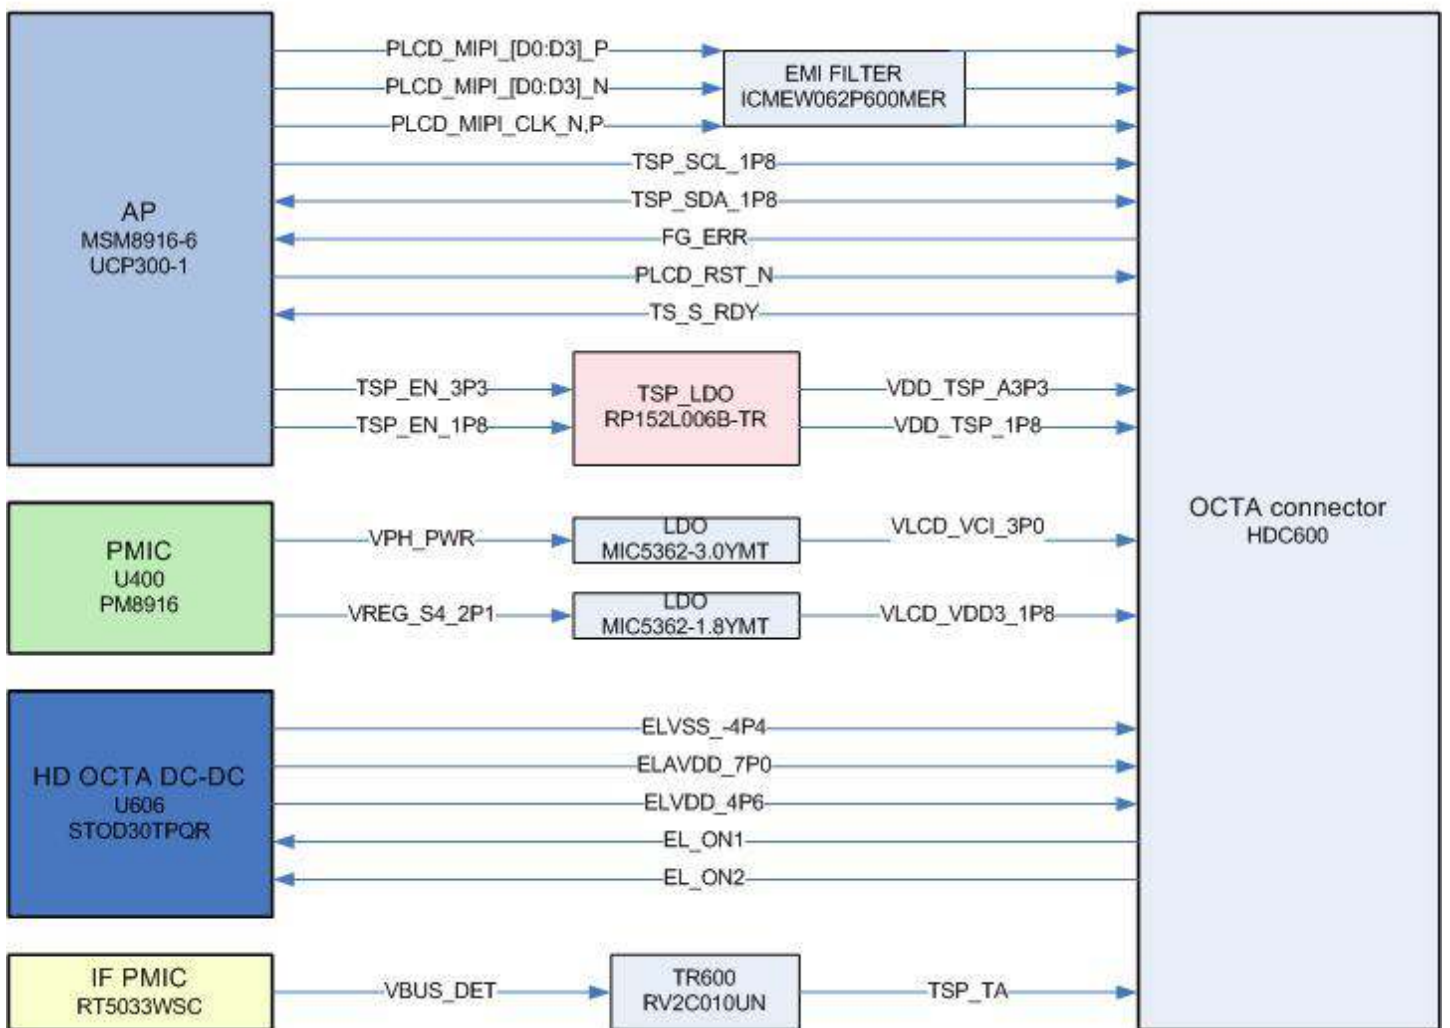 PLCD_MIPI_[D0:D3]_P
PLCD_MIPI_[D0:D3]_N
PLCD_MIPI_CLK_N,P
EMI FILTER
ICMEW062P600MER
TSP_SCL_1P8
TSP_SDA_1P8
FG_ERR
PLCD_RST_N
TS_S_RDY
AP
MSM8916-6
UCP300-1
TSP_EN_3P3
TSP_EN_1P8
TSP_LDO
RP152L006B-TR
VDD_TSP_A3P3
VDD_TSP_1P8
OCTA connector
HDC600
PMIC
U400
PM8916
VPH_PWR
LDO
MIC5362-3.0YMT
VLCD_VCI_3P0
VREG_S4_2P1
LDO
MIC5362-1.8YMT
VLCD_VDD3_1P8
HD OCTA DC-DC
U606
STOD30TPQR
ELVSS_-4P4
ELAVDD_7P0
ELVDD_4P6
EL_ON1
EL_ON2
IF PMIC
RT5033WSC
VBUS_DET
TR600
RV2C010UN
TSP_TA